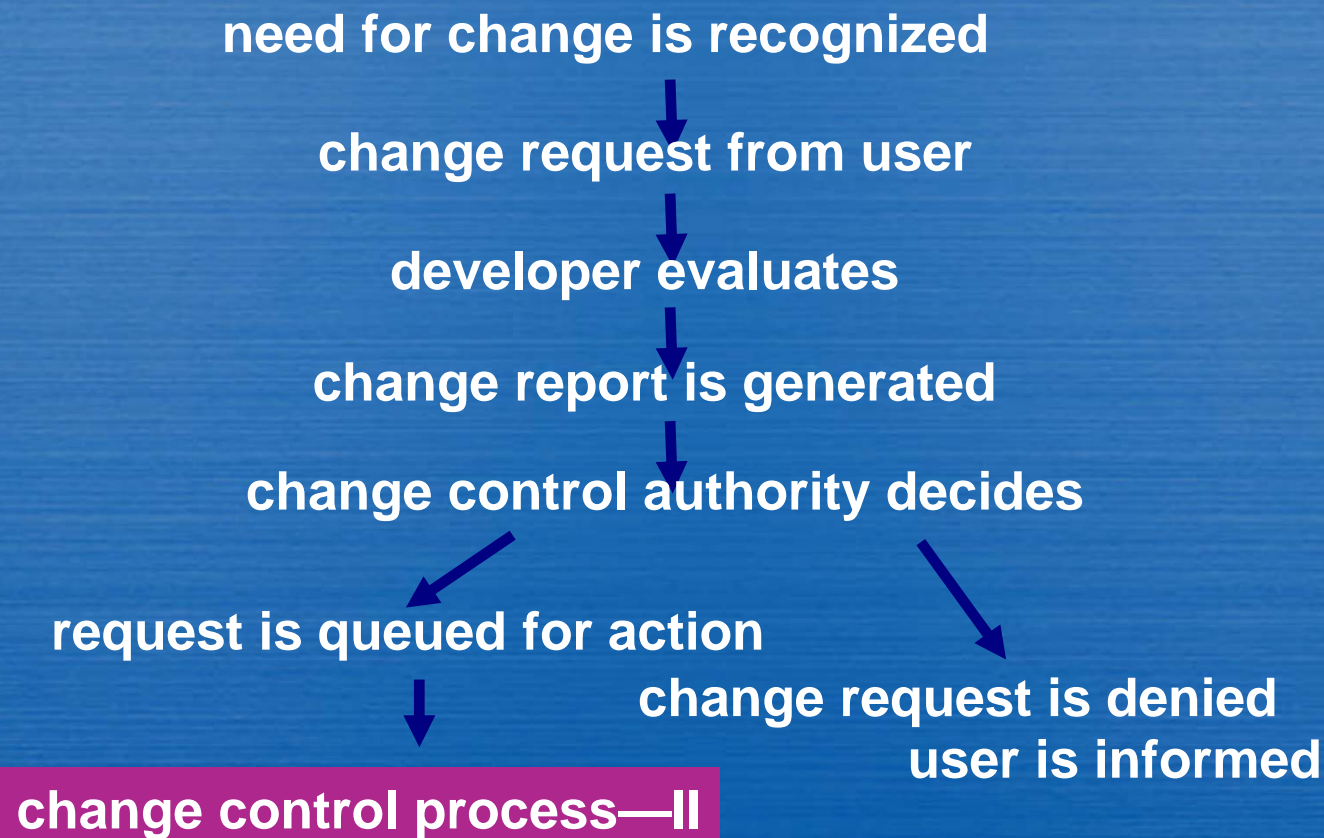 need for change is recognized
change request from user
developer evaluates
change report is generated
change control authority decides
request is queued for action
change request is denied
user is informed
change control process—II